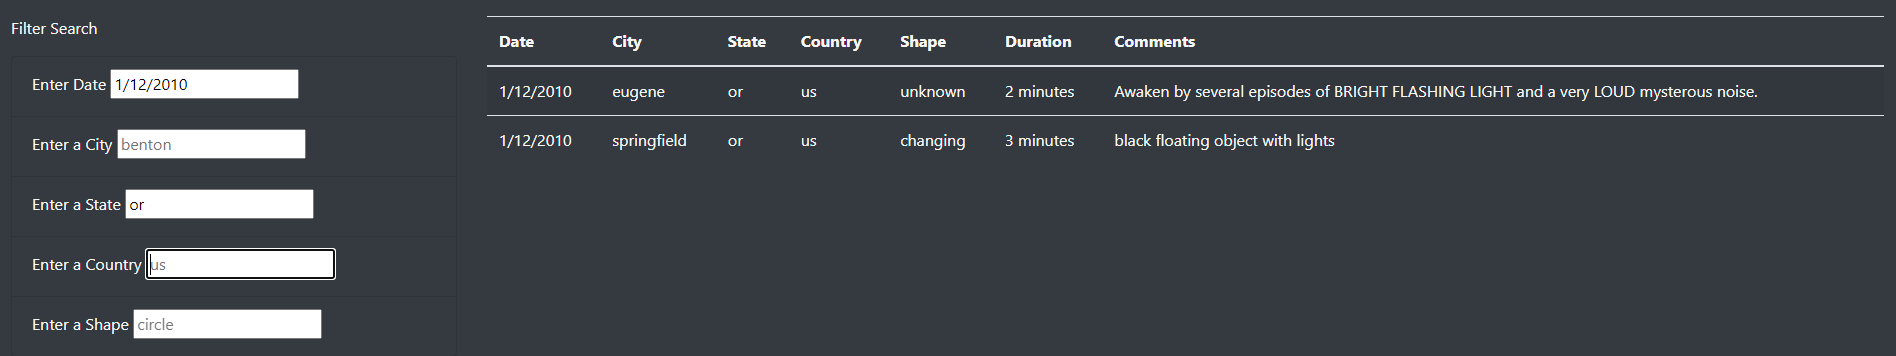 Filter Search
Enter Date 1/12/2010
Enter a City benton
Enter a State or
Enter a Country us
Enter a Shape circle
Date City State Country Shape Duration Comments
1/12/2010 eugene or us unknown 2 minutes Awaken by several episodes of BRIGHT FLASHING LIGHT and a very LOUD mysterous noise.
1/12/2010 springfield or us changing 3 minutes black floating object with lights